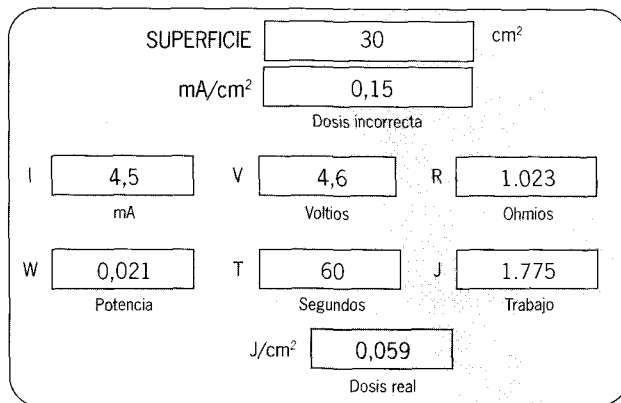 SUPERFICIE 30 cm²
mA/cm² 0,15
Dosis incorrecta
I 4,5 V 4,6 R 1.023
mA Voltios Ohmios
W 0,021 T 60 J 1.775
Potencia Segundos Trabajo
J/cm² 0,059
Dosis real